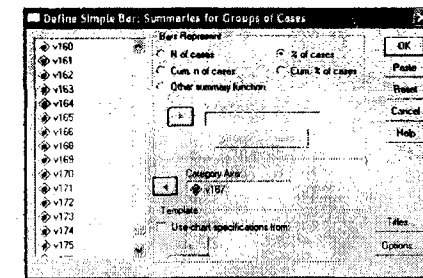 Define Simple Bar: Summaries for Groups of Cases
v160
v161
v162
v163
v164
v165
v166
v168
v169
v170
v171
v172
v173
v174
v175
Bars Represent
N of cases
% of cases
Cum. n of cases
Cum. % of cases
Other summary function
Category Axis:
v167
Template
Use chart specifications from:
OK
Paste
Reset
Cancel
Help
Titles...
Options...